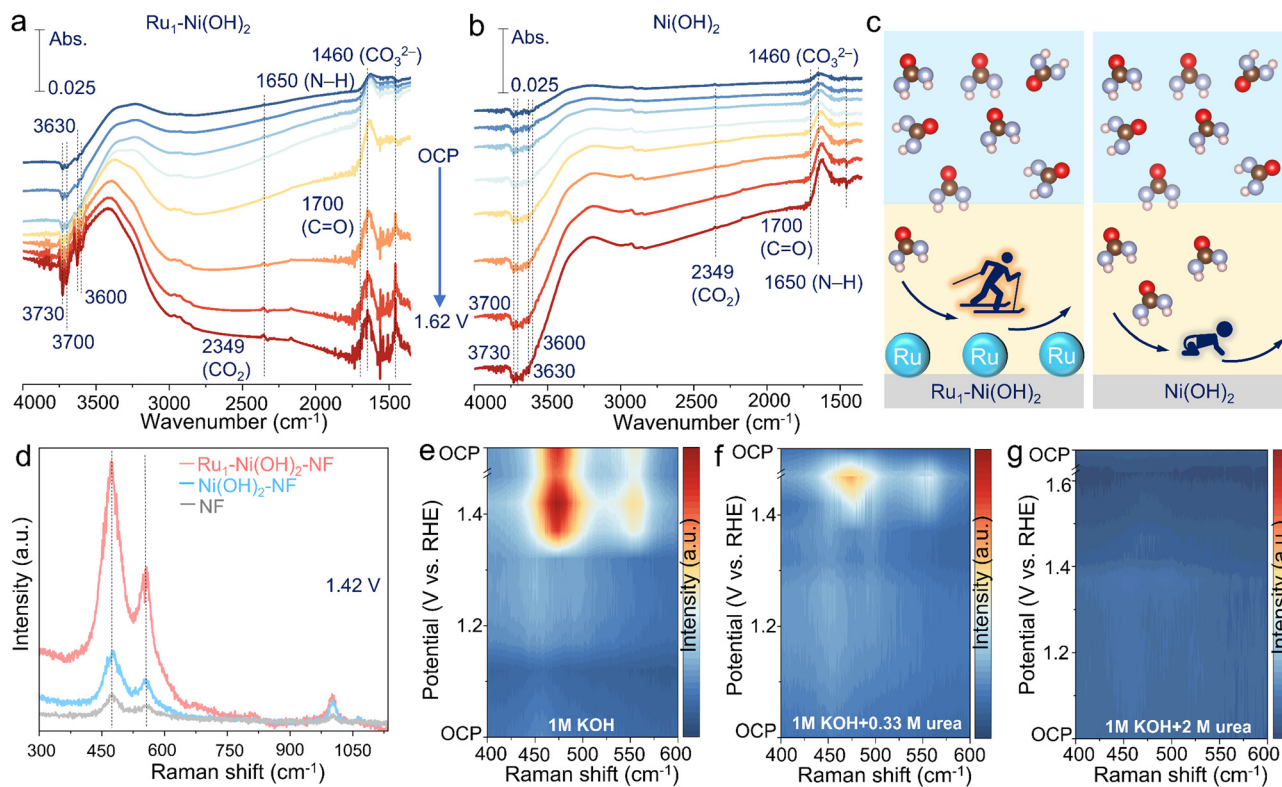 a
Ru₁-Ni(OH)₂
Abs.
0.025
1460 (CO₃²⁻)
1650 (N–H)
3630
OCP
1700
(C=O)
3600
3730
3700
2349
(CO₂)
1.62 V
4000 3500 3000 2500 2000 1500
Wavenumber (cm⁻¹)
b
Ni(OH)₂
Abs.
0.025
1460 (CO₃²⁻)
1700
(C=O)
2349
(CO₂)
1650 (N–H)
3700
3600
3730
3630
4000 3500 3000 2500 2000 1500
Wavenumber (cm⁻¹)
c
Ru Ru Ru
Ru₁-Ni(OH)₂
Ni(OH)₂
d
Ru₁-Ni(OH)₂-NF
Ni(OH)₂-NF
NF
1.42 V
Intensity (a.u.)
300 450 600 750 900 1050
Raman shift (cm⁻¹)
e
OCP
1.4
1.2
OCP
Potential (V vs. RHE)
1M KOH
400 450 500 550 600
Raman shift (cm⁻¹)
Intensity (a.u.)
f
OCP
1.4
1.2
OCP
Potential (V vs. RHE)
1M KOH+0.33 M urea
400 450 500 550 600
Raman shift (cm⁻¹)
Intensity (a.u.)
g
OCP
1.6
1.4
1.2
OCP
Potential (V vs. RHE)
1M KOH+2 M urea
400 450 500 550 600
Raman shift (cm⁻¹)